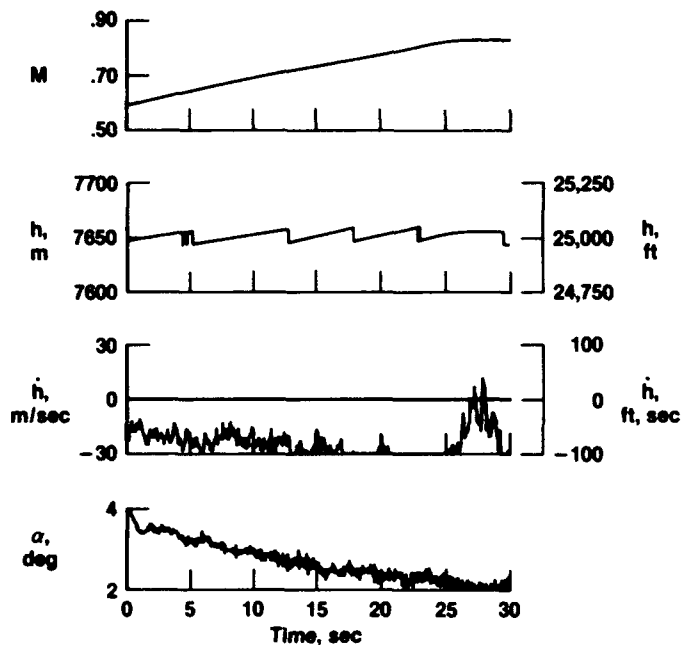 .90
M .70
.50
7700 25,250
h, 7650 25,000 h,
m ft
7600 24,750
30 100
ḣ, 0 0 ḣ,
m/sec ft, sec
−30 −100
4
α,
deg
2
0 5 10 15 20 25 30
Time, sec